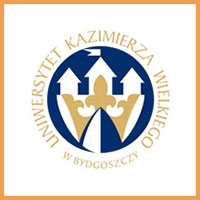 UNIWERSYTET KAZIMIERZA WIELKIEGO
W BYDGOSZCZY